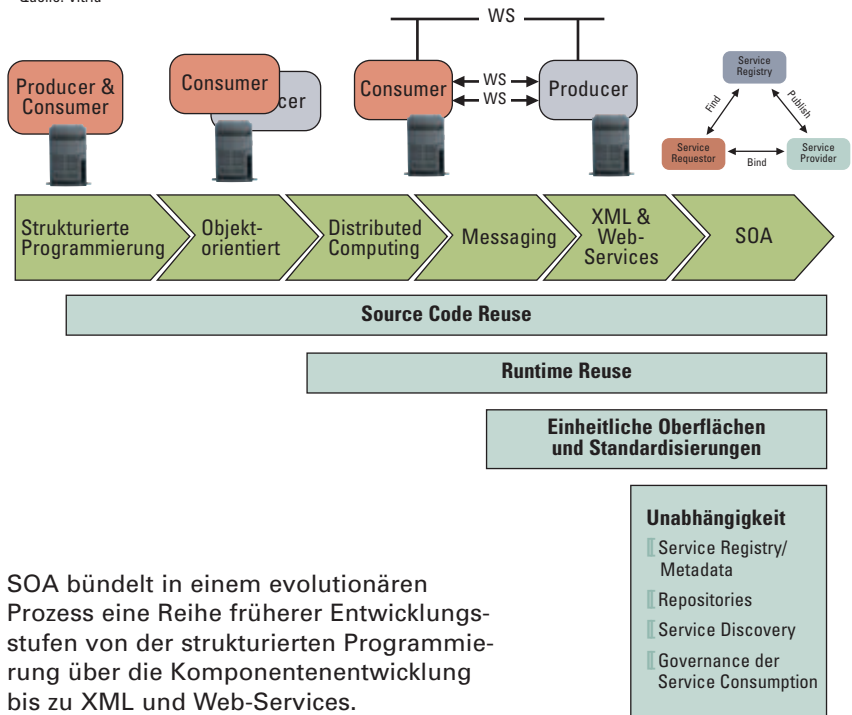 WS
Producer &
Consumer
Consumer
cer
Consumer
WS
WS
Producer
Service
Registry
Find
Publish
Service
Requestor
Bind
Service
Provider
Strukturierte
Programmierung
Objekt-
orientiert
Distributed
Computing
Messaging
XML &
Web-
Services
SOA
Source Code Reuse
Runtime Reuse
Einheitliche Oberflächen
und Standardisierungen
Unabhängigkeit
Service Registry/
Metadata
Repositories
Service Discovery
Governance der
Service Consumption
SOA bündelt in einem evolutionären
Prozess eine Reihe früherer Entwicklungs-
stufen von der strukturierten Programmie-
rung über die Komponentenentwicklung
bis zu XML und Web-Services.